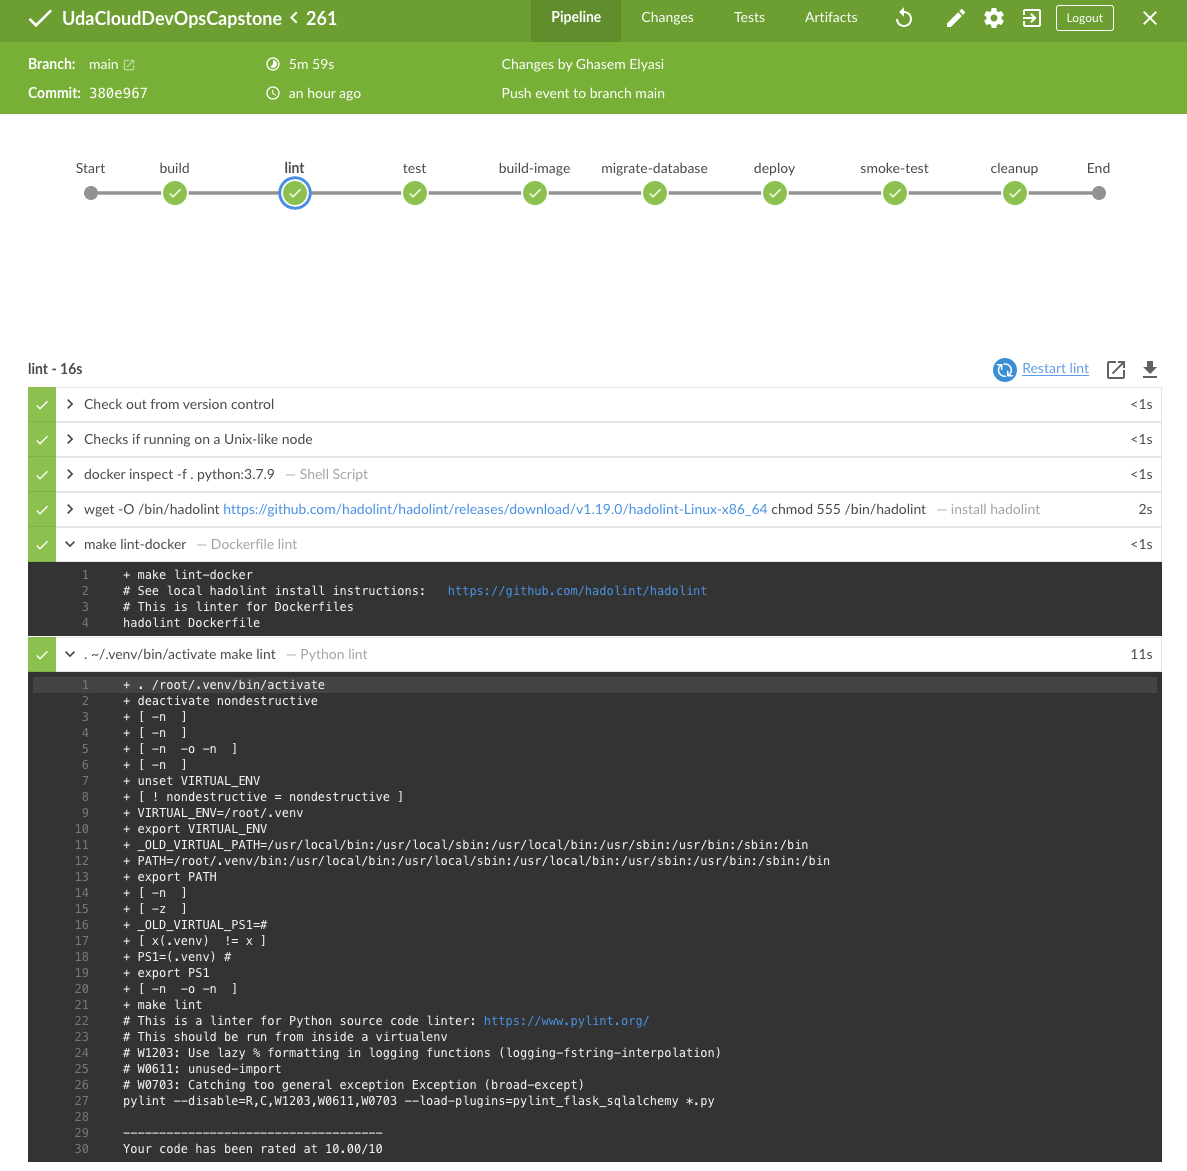 UdaCloudDevOpsCapstone < 261
Pipeline Changes Tests Artifacts Logout
Branch: main 5m 59s Changes by Ghasem Elyasi
Commit: 380e967 an hour ago Push event to branch main
Start build lint test build-image migrate-database deploy smoke-test cleanup End
lint - 16s Restart lint
Check out from version control <1s
Checks if running on a Unix-like node <1s
docker inspect -f . python:3.7.9 — Shell Script <1s
wget -O /bin/hadolint https://github.com/hadolint/hadolint/releases/download/v1.19.0/hadolint-Linux-x86_64 chmod 555 /bin/hadolint — install hadolint 2s
make lint-docker — Dockerfile lint <1s
1 + make lint-docker
2 # See local hadolint install instructions: https://github.com/hadolint/hadolint
3 # This is linter for Dockerfiles
4 hadolint Dockerfile
. ~/.venv/bin/activate make lint — Python lint 11s
1 + . /root/.venv/bin/activate
2 + deactivate nondestructive
3 + [ -n  ]
4 + [ -n  ]
5 + [ -n  -o -n  ]
6 + [ -n  ]
7 + unset VIRTUAL_ENV
8 + [ ! nondestructive = nondestructive ]
9 + VIRTUAL_ENV=/root/.venv
10 + export VIRTUAL_ENV
11 + _OLD_VIRTUAL_PATH=/usr/local/bin:/usr/local/sbin:/usr/local/bin:/usr/sbin:/usr/bin:/sbin:/bin
12 + PATH=/root/.venv/bin:/usr/local/bin:/usr/local/sbin:/usr/local/bin:/usr/sbin:/usr/bin:/sbin:/bin
13 + export PATH
14 + [ -n  ]
15 + [ -z  ]
16 + _OLD_VIRTUAL_PS1=#
17 + [ x(.venv)  != x ]
18 + PS1=(.venv) #
19 + export PS1
20 + [ -n  -o -n  ]
21 + make lint
22 # This is a linter for Python source code linter: https://www.pylint.org/
23 # This should be run from inside a virtualenv
24 # W1203: Use lazy % formatting in logging functions (logging-fstring-interpolation)
25 # W0611: unused-import
26 # W0703: Catching too general exception Exception (broad-except)
27 pylint --disable=R,C,W1203,W0611,W0703 --load-plugins=pylint_flask_sqlalchemy *.py
28
29 ------------------------------------
30 Your code has been rated at 10.00/10